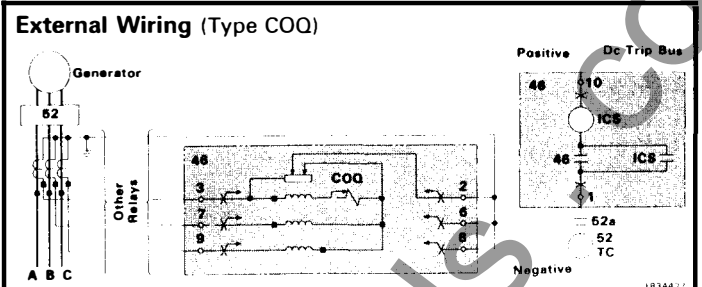 External Wiring (Type COQ)
Generator
52
Other Relays
A B C
46
COQ
3
7
9
2
6
8
Positive
Dc Trip Bus
46
10
ICS
46
ICS
1
52a
52
TC
Negative